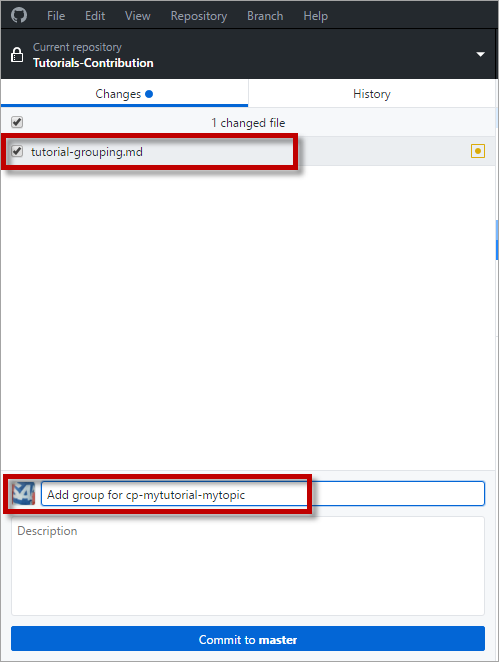 File Edit View Repository Branch Help
Current repository
Tutorials-Contribution
Changes History
1 changed file
tutorial-grouping.md
Add group for cp-mytutorial-mytopic
Description
Commit to master